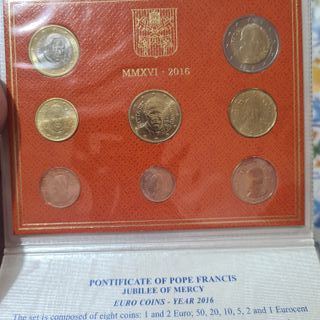 MMXVI - 2016
PONTIFICATE OF POPE FRANCIS
JUBILEE OF MERCY
EURO COINS - YEAR 2016
The set is composed of eight coins: 1 and 2 Euro; 50, 20, 10, 5, 2 and 1 Eurocent